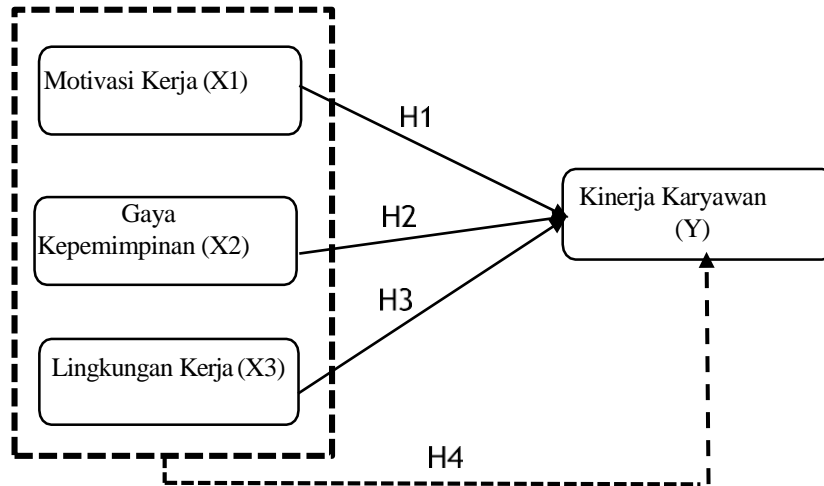 Motivasi Kerja (X1)
H1
Gaya
Kepemimpinan (X2)
H2
Kinerja Karyawan
(Y)
H3
Lingkungan Kerja (X3)
H4